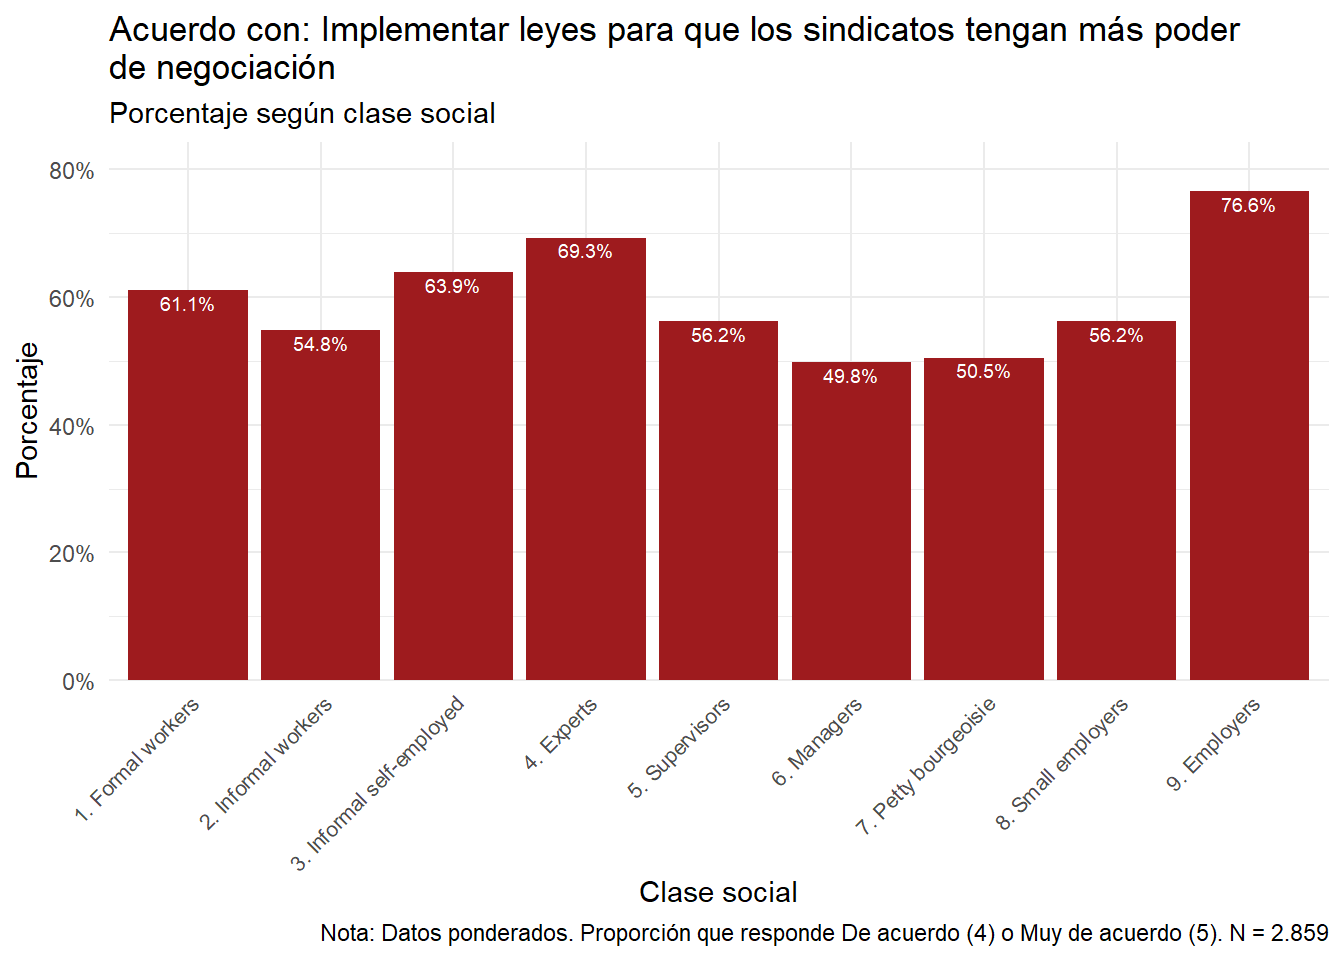 Acuerdo con: Implementar leyes para que los sindicatos tengan más poder
de negociación
Porcentaje según clase social
Porcentaje
80%
60%
40%
20%
0%
61.1%
54.8%
63.9%
69.3%
56.2%
49.8%
50.5%
56.2%
76.6%
1. Formal workers
2. Informal workers
3. Informal self-employed
4. Experts
5. Supervisors
6. Managers
7. Petty bourgeoisie
8. Small employers
9. Employers
Clase social
Nota: Datos ponderados. Proporción que responde De acuerdo (4) o Muy de acuerdo (5). N = 2.859